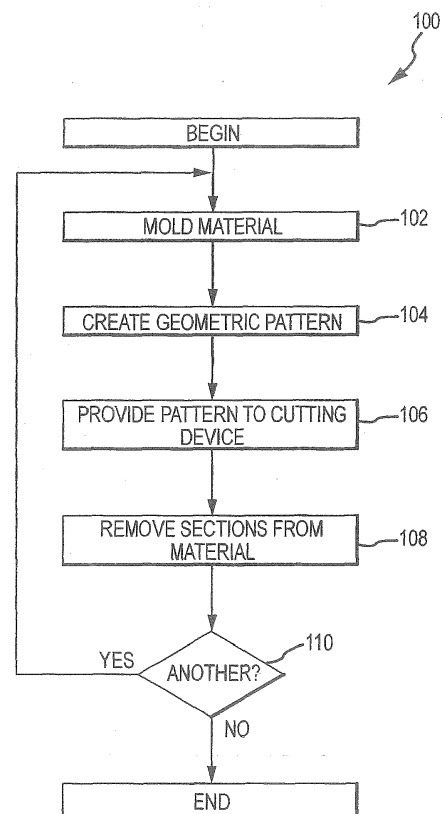 100
BEGIN
MOLD MATERIAL
102
CREATE GEOMETRIC PATTERN
104
PROVIDE PATTERN TO CUTTING
DEVICE
106
REMOVE SECTIONS FROM
MATERIAL
108
YES
ANOTHER?
110
NO
END